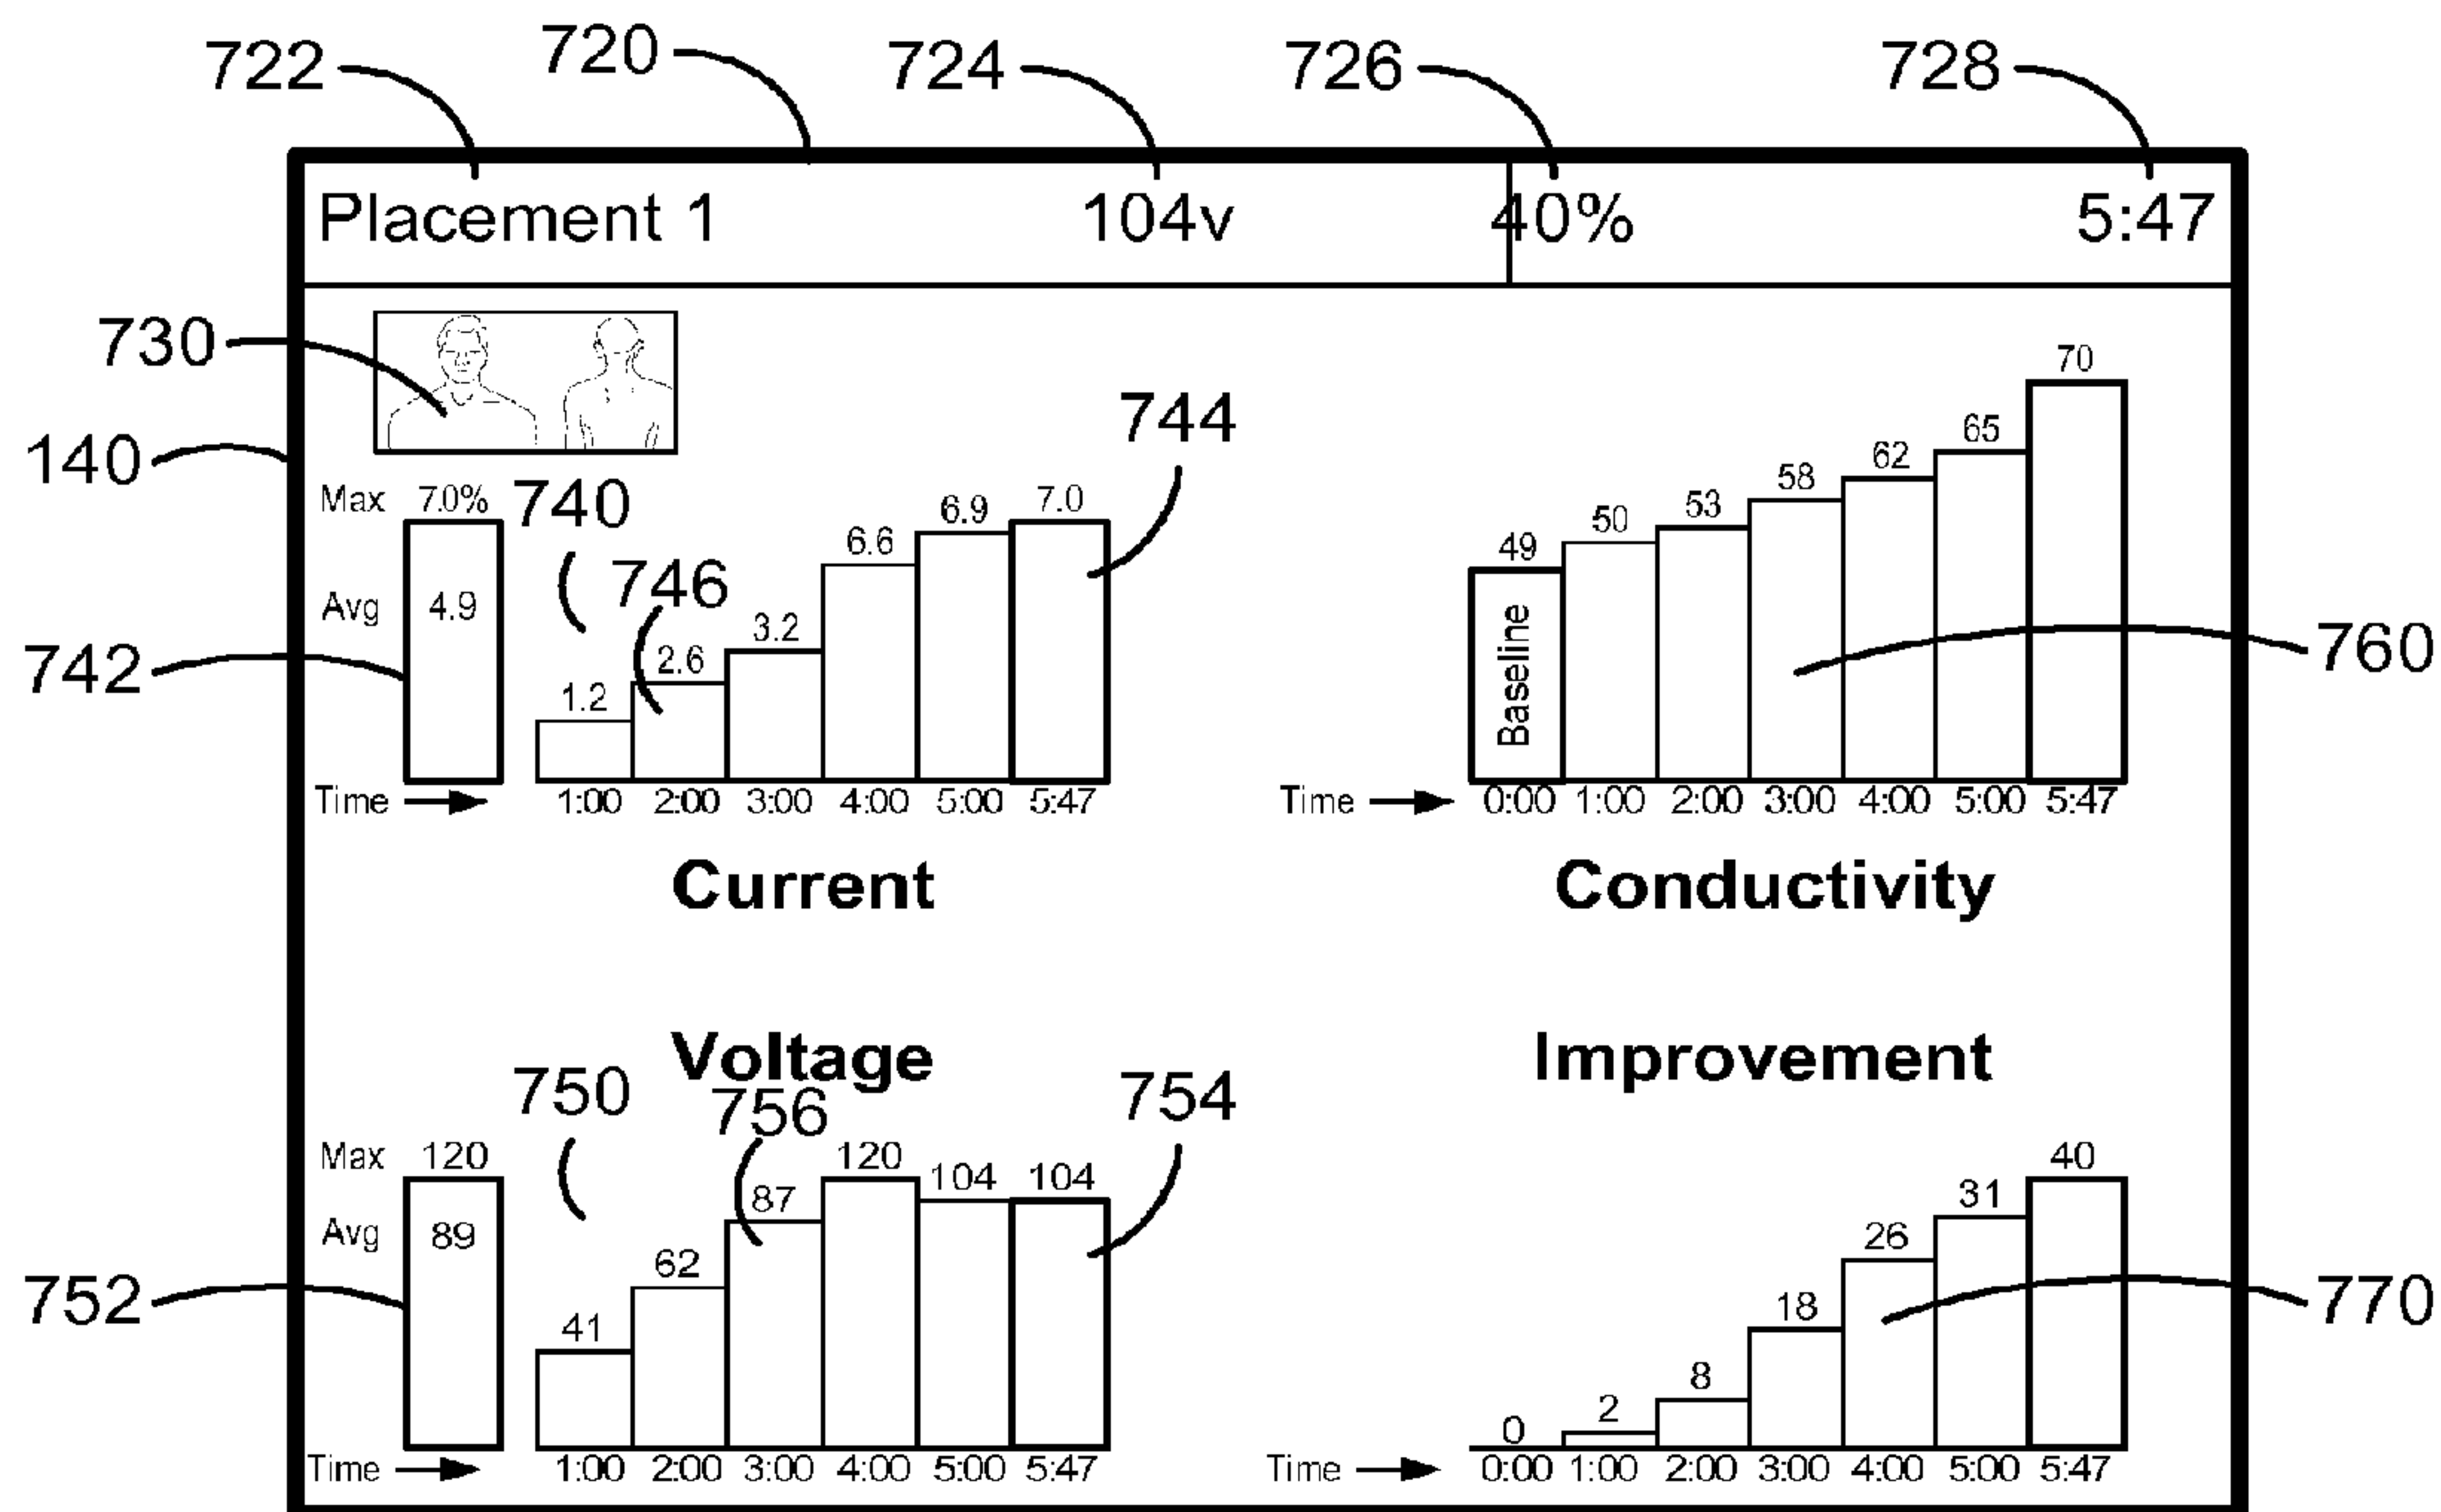 722 720 724 726 728
Placement 1 104v 40% 5:47
730
140
744
70
65
62
58
53
50
49
Baseline
Max 7.0% 740
746
1.2 2.6 3.2 6.6 6.9 7.0
Avg 4.9
742
760
Time 1:00 2:00 3:00 4:00 5:00 5:47
Time 0:00 1:00 2:00 3:00 4:00 5:00 5:47
Current Conductivity
Voltage Improvement
750 756 754
Max 120
41 62 87 120 104 104
Avg 89
752
0 2 8 18 26 31 40
770
Time 1:00 2:00 3:00 4:00 5:00 5:47
Time 0:00 1:00 2:00 3:00 4:00 5:00 5:47